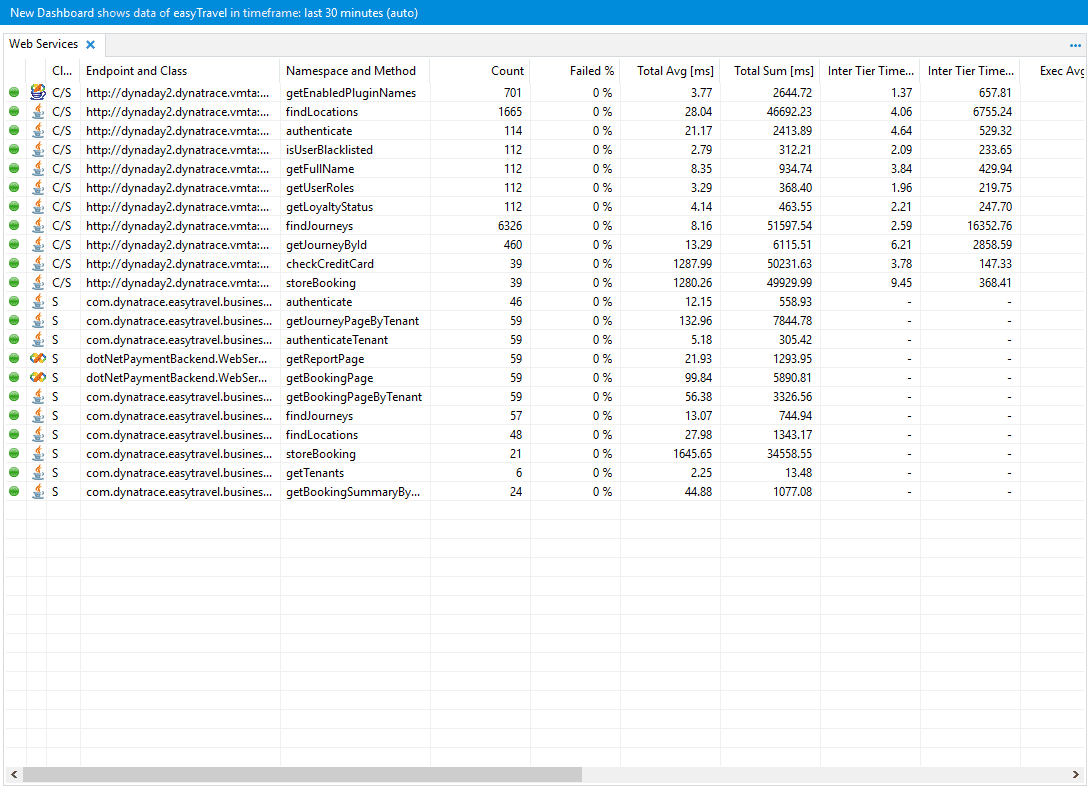 New Dashboard shows data of easyTravel in timeframe: last 30 minutes (auto)
Web Services
Cl... Endpoint and Class Namespace and Method Count Failed % Total Avg [ms] Total Sum [ms] Inter Tier Time... Inter Tier Time... Exec Avg
C/S http://dynaday2.dynatrace.vmta:... getEnabledPluginNames 701 0 % 3.77 2644.72 1.37 657.81
C/S http://dynaday2.dynatrace.vmta:... findLocations 1665 0 % 28.04 46692.23 4.06 6755.24
C/S http://dynaday2.dynatrace.vmta:... authenticate 114 0 % 21.17 2413.89 4.64 529.32
C/S http://dynaday2.dynatrace.vmta:... isUserBlacklisted 112 0 % 2.79 312.21 2.09 233.65
C/S http://dynaday2.dynatrace.vmta:... getFullName 112 0 % 8.35 934.74 3.84 429.94
C/S http://dynaday2.dynatrace.vmta:... getUserRoles 112 0 % 3.29 368.40 1.96 219.75
C/S http://dynaday2.dynatrace.vmta:... getLoyaltyStatus 112 0 % 4.14 463.55 2.21 247.70
C/S http://dynaday2.dynatrace.vmta:... findJourneys 6326 0 % 8.16 51597.54 2.59 16352.76
C/S http://dynaday2.dynatrace.vmta:... getJourneyById 460 0 % 13.29 6115.51 6.21 2858.59
C/S http://dynaday2.dynatrace.vmta:... checkCreditCard 39 0 % 1287.99 50231.63 3.78 147.33
C/S http://dynaday2.dynatrace.vmta:... storeBooking 39 0 % 1280.26 49929.99 9.45 368.41
S com.dynatrace.easytravel.busines... authenticate 46 0 % 12.15 558.93 - -
S com.dynatrace.easytravel.busines... getJourneyPageByTenant 59 0 % 132.96 7844.78 - -
S com.dynatrace.easytravel.busines... authenticateTenant 59 0 % 5.18 305.42 - -
S dotNetPaymentBackend.WebSer... getReportPage 59 0 % 21.93 1293.95 - -
S dotNetPaymentBackend.WebSer... getBookingPage 59 0 % 99.84 5890.81 - -
S com.dynatrace.easytravel.busines... getBookingPageByTenant 59 0 % 56.38 3326.56 - -
S com.dynatrace.easytravel.busines... findJourneys 57 0 % 13.07 744.94 - -
S com.dynatrace.easytravel.busines... findLocations 48 0 % 27.98 1343.17 - -
S com.dynatrace.easytravel.busines... storeBooking 21 0 % 1645.65 34558.55 - -
S com.dynatrace.easytravel.busines... getTenants 6 0 % 2.25 13.48 - -
S com.dynatrace.easytravel.busines... getBookingSummaryBy... 24 0 % 44.88 1077.08 - -